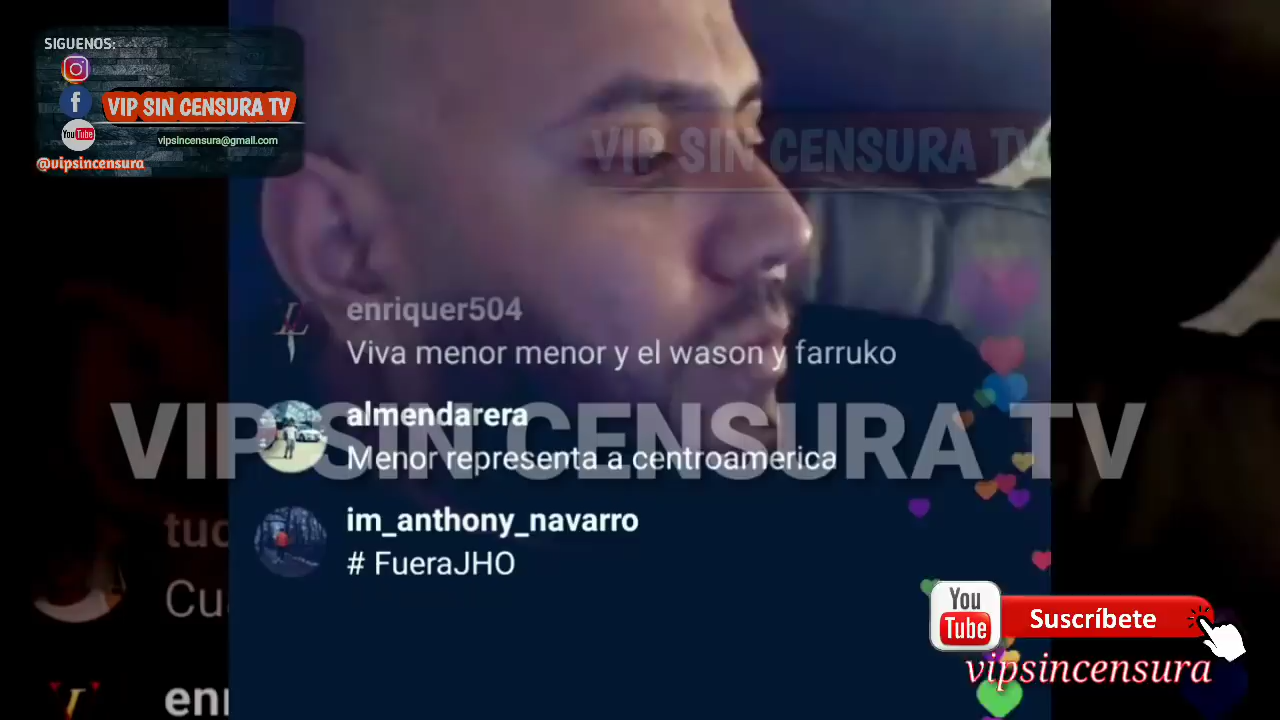 SIGUENOS:
VIP SIN CENSURA TV
YouTube
vipsincensura@gmail.com
@vipsincensura
VIP SIN CENSURA TV
enriquer504
Viva menor menor y el wason y farruko
almendarera
Menor representa a centroamerica
VIP SIN CENSURA TV
im_anthony_navarro
# FueraJHO
You
Tube
Suscríbete
vipsincensura